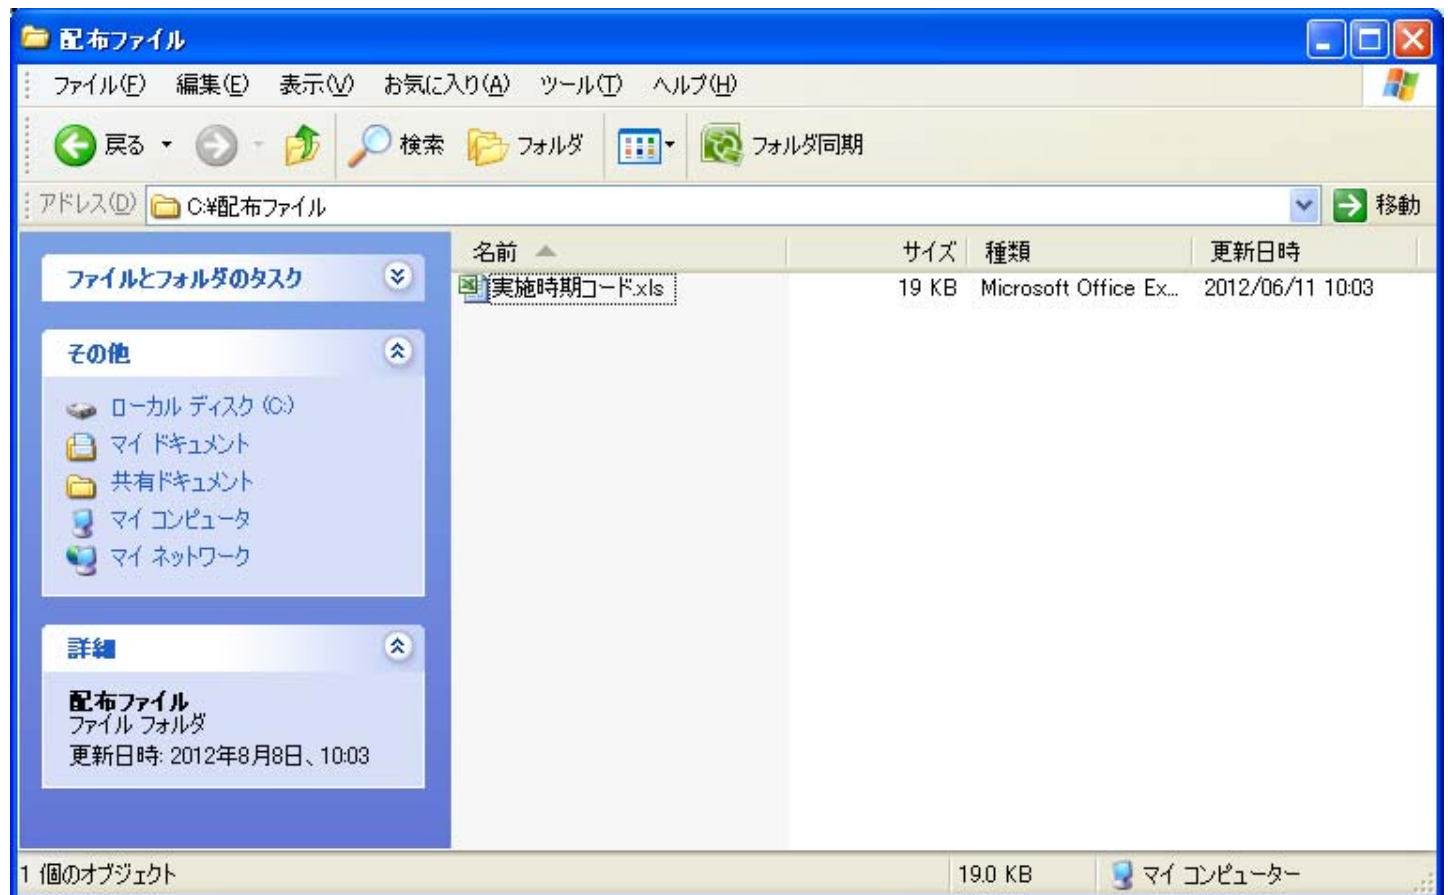 配布ファイル
ファイル(F) 編集(E) 表示(V) お気に入り(A) ツール(T) ヘルプ(H)
戻る 検索 フォルダ フォルダ同期
アドレス(D) C:¥配布ファイル 移動
名前 サイズ 種類 更新日時
実施時期コード.xls 19 KB Microsoft Office Ex... 2012/06/11 10:03
ファイルとフォルダのタスク
その他
ローカル ディスク (C:)
マイ ドキュメント
共有ドキュメント
マイ コンピュータ
マイ ネットワーク
詳細
配布ファイル
ファイル フォルダ
更新日時: 2012年8月8日、10:03
1 個のオブジェクト 19.0 KB マイ コンピューター